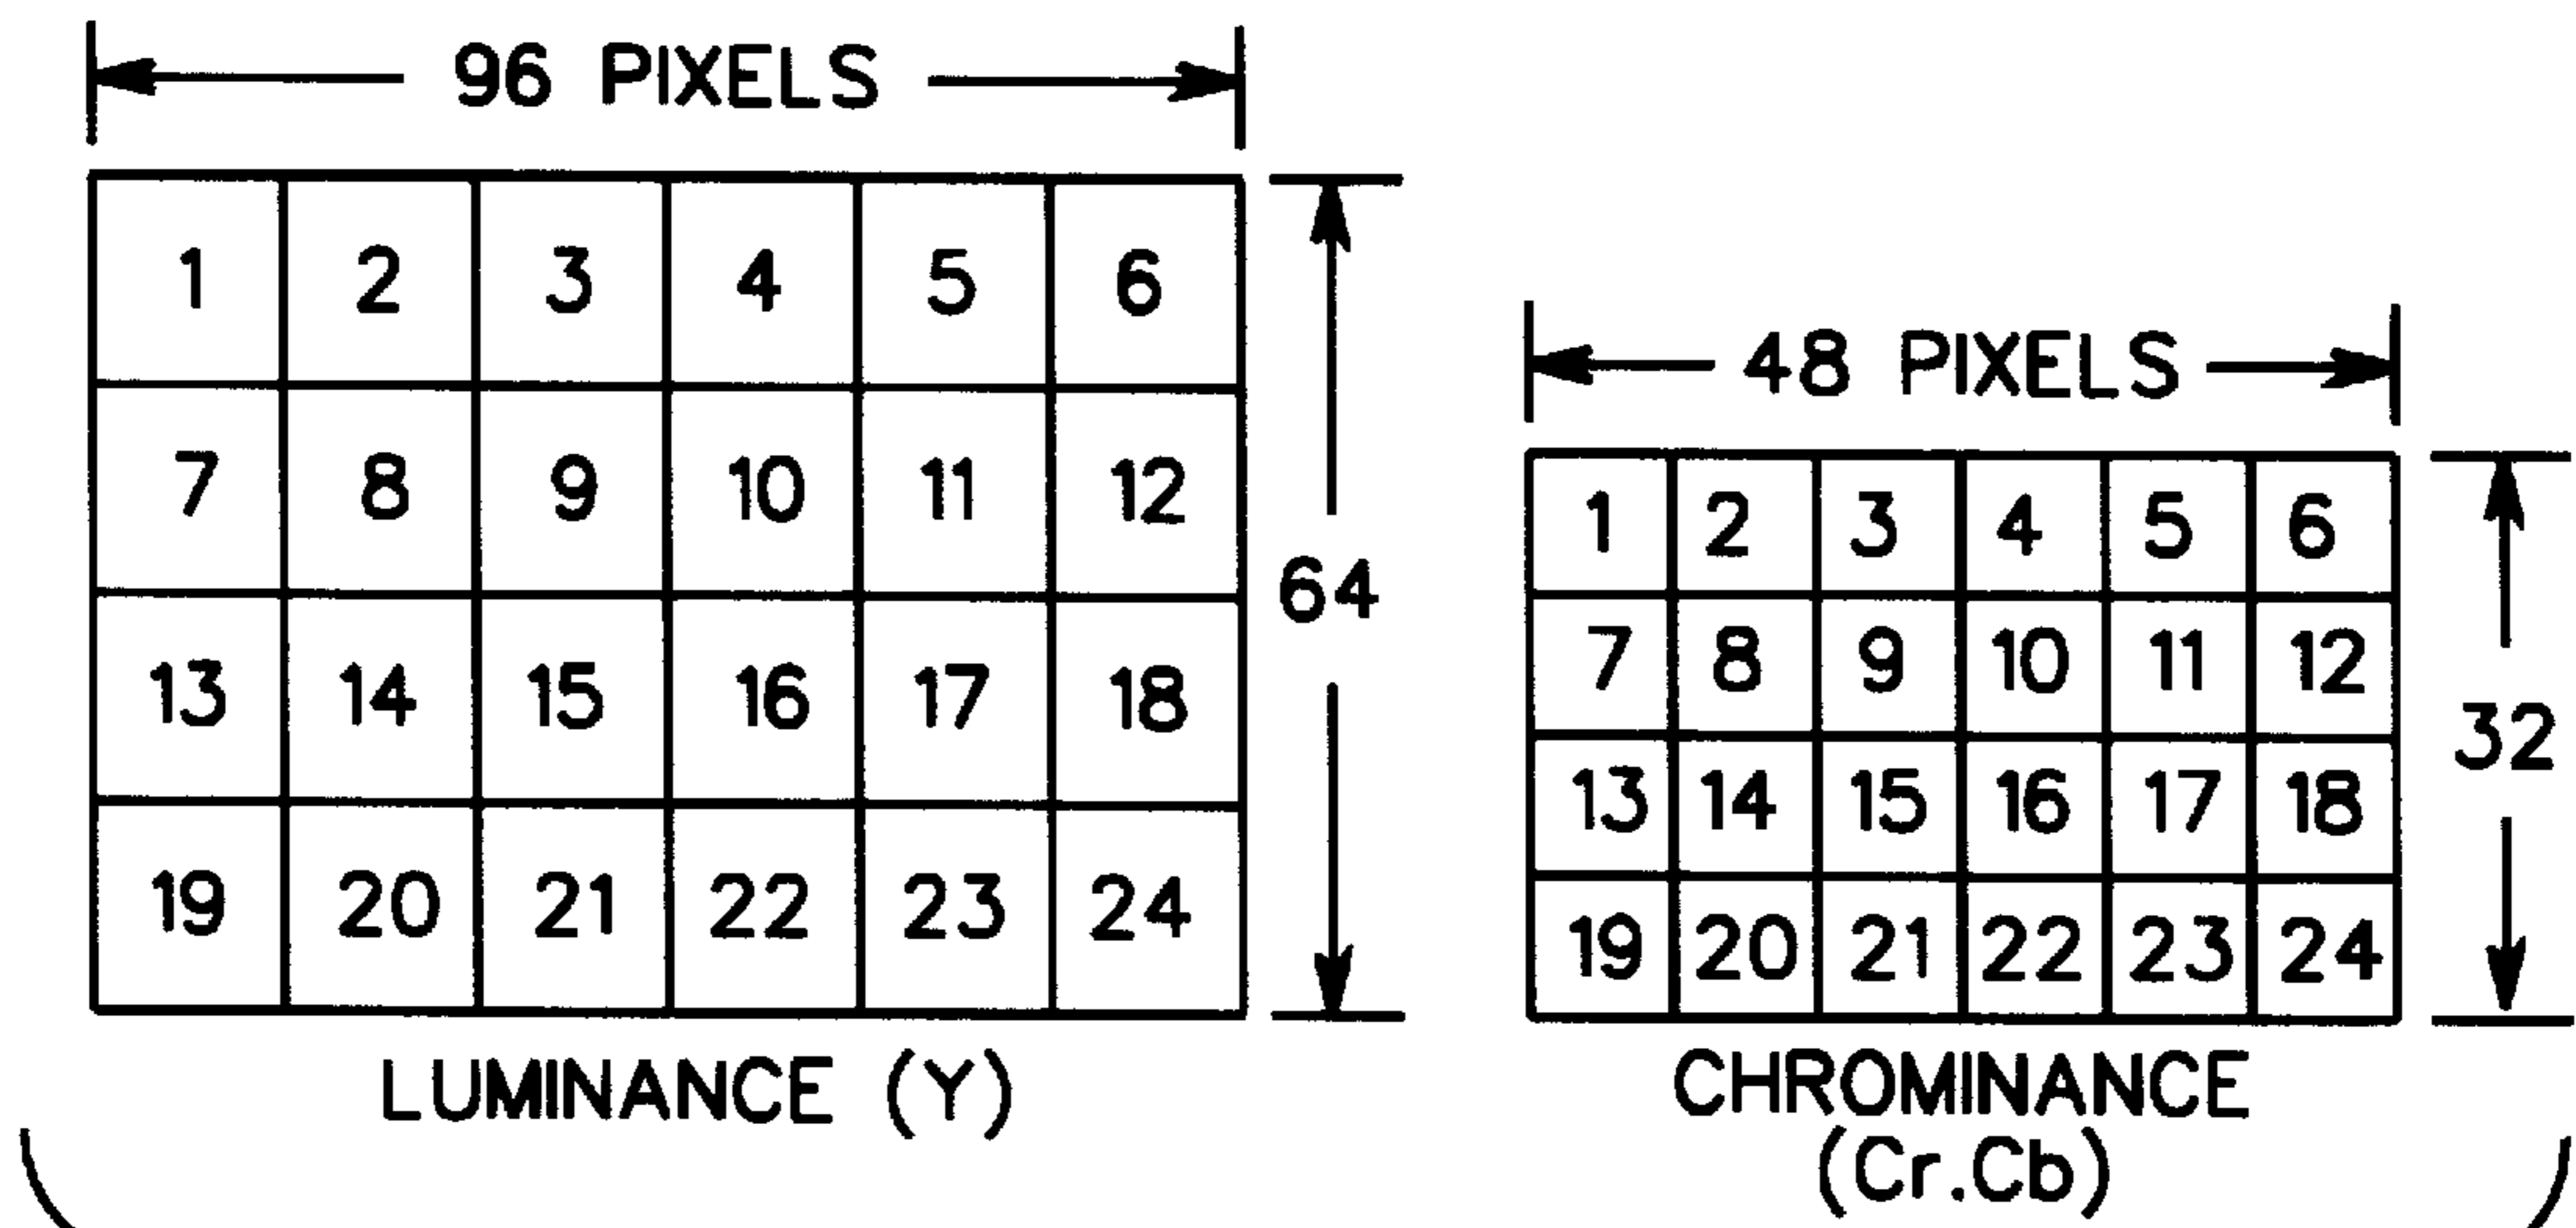 96 PIXELS
1 2 3 4 5 6
7 8 9 10 11 12
13 14 15 16 17 18
19 20 21 22 23 24
64
LUMINANCE (Y)
48 PIXELS
1 2 3 4 5 6
7 8 9 10 11 12
13 14 15 16 17 18
19 20 21 22 23 24
32
CHROMINANCE
(Cr.Cb)